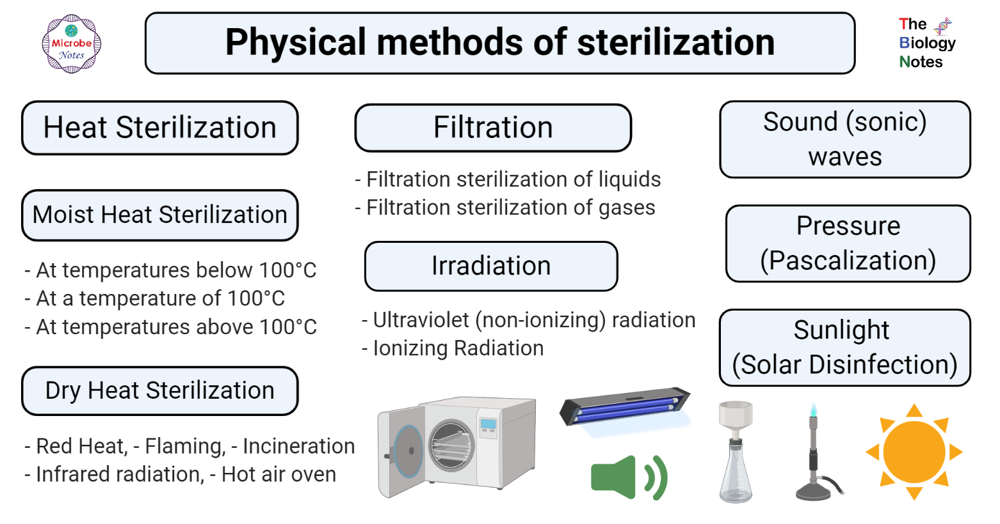 Microbe
Notes
Physical methods of sterilization
The
Biology
Notes
Heat Sterilization
Moist Heat Sterilization
- At temperatures below 100°C
- At a temperature of 100°C
- At temperatures above 100°C
Dry Heat Sterilization
- Red Heat, - Flaming, - Incineration
- Infrared radiation, - Hot air oven
Filtration
- Filtration sterilization of liquids
- Filtration sterilization of gases
Irradiation
- Ultraviolet (non-ionizing) radiation
- Ionizing Radiation
Sound (sonic)
waves
Pressure
(Pascalization)
Sunlight
(Solar Disinfection)